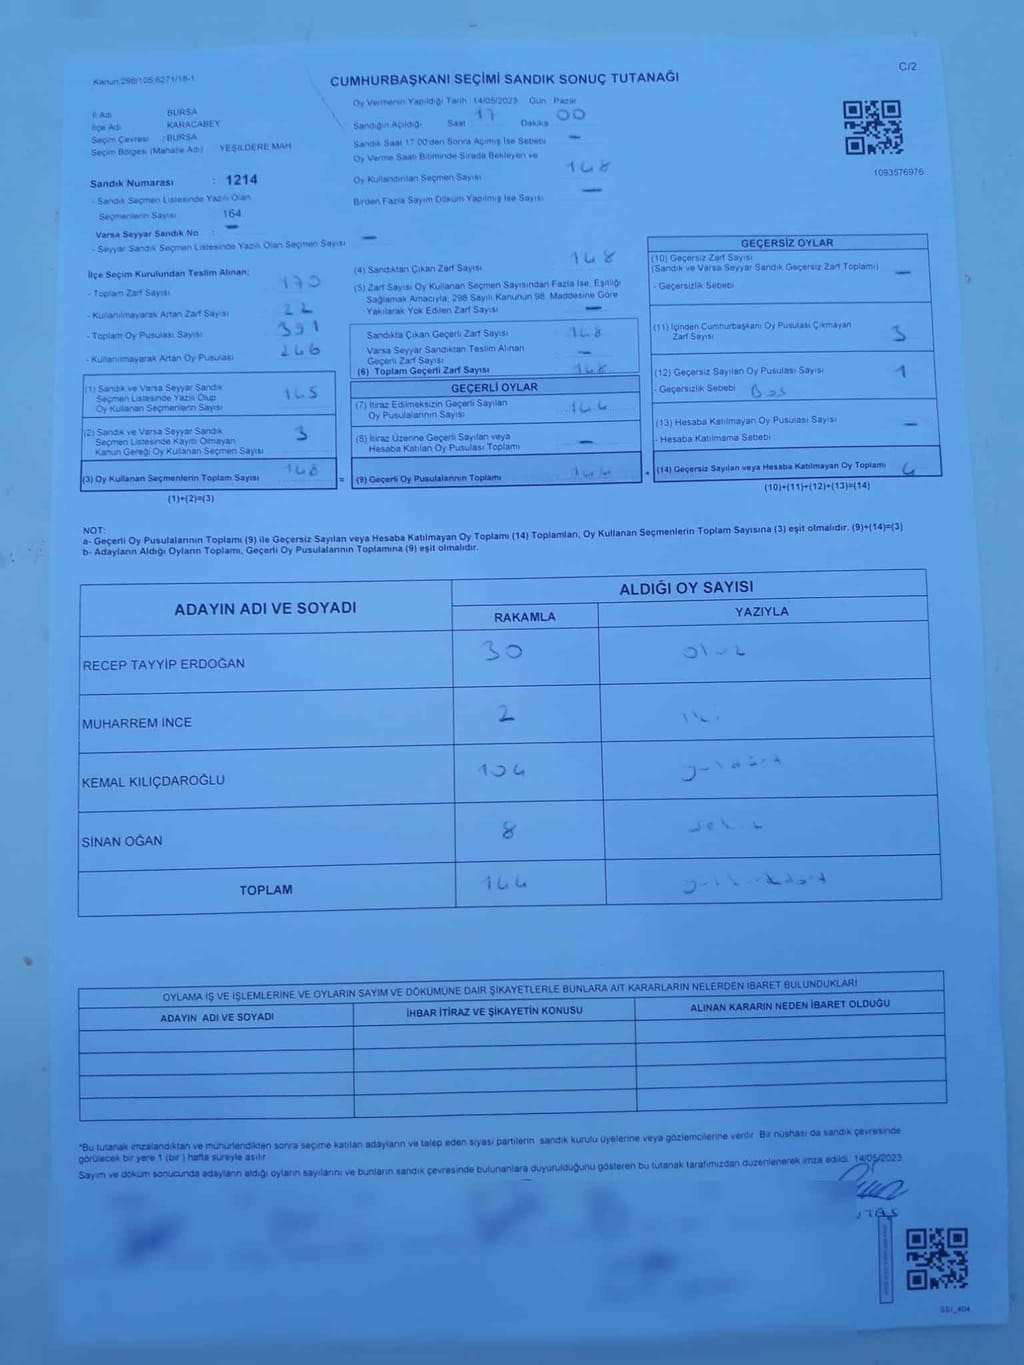 Kanun:298/105,6271/18-1
CUMHURBAŞKANI SEÇİMİ SANDIK SONUÇ TUTANAĞI
C/2
İl Adı BURSA
İlçe Adı KARACABEY
Seçim Çevresi : BURSA
Seçim Bölgesi (Mahalle Adı) YEŞİLDERE MAH
Sandık Numarası : 1214
- Sandık Seçmen Listesinde Yazılı Olan
Seçmenlerin Sayısı 164
Varsa Seyyar Sandık No : –
- Seyyar Sandık Seçmen Listesinde Yazılı Olan Seçmen Sayısı –
Oy Vermenin Yapıldığı Tarih 14/05/2023 Gün : Pazar
Sandığın Açıldığı Saat 17 Dakika 00
Sandık Saat 17:00'den Sonra Açımış İse Sebebi –
Oy Verme Saati Bitiminde Sırada Bekleyen ve
Oy Kullandırılan Seçmen Sayısı 168
Birden Fazla Sayım Döküm Yapılmış İse Sayısı –
1093576976
İlçe Seçim Kurulundan Teslim Alınan;
- Toplam Zarf Sayısı 170
- Kullanılmayarak Artan Zarf Sayısı 22
- Toplam Oy Pusulası Sayısı 391
- Kullanılmayarak Artan Oy Pusulası
(1) Sandık ve Varsa Seyyar Sandık
Seçmen Listesinde Yazılı Olup
Oy Kullanan Seçmenlerin Sayısı 145
(2) Sandık ve Varsa Seyyar Sandık
Seçmen Listesinde Kayıtlı Olmayan
Kanun Gereği Oy Kullanan Seçmen Sayısı 3
(3) Oy Kullanan Seçmenlerin Toplam Sayısı 148
(1)+(2)=(3)
=
(4) Sandıktan Çıkan Zarf Sayısı 148
(5) Zarf Sayısı Oy Kullanan Seçmen Sayısından Fazla İse, Eşitliği
Sağlamak Amacıyla, 298 Sayılı Kanunun 98. Maddesine Göre
Yakılarak Yok Edilen Zarf Sayısı –
Sandıkta Çıkan Geçerli Zarf Sayısı 148
Varsa Seyyar Sandıktan Teslim Alınan
Geçerli Zarf Sayısı –
(6) Toplam Geçerli Zarf Sayısı 148
GEÇERLİ OYLAR
(7) İtiraz Edilmeksizin Geçerli Sayılan
Oy Pusulalarının Sayısı 144
(8) İtiraz Üzerine Geçerli Sayılan veya
Hesaba Katılan Oy Pusulası Toplamı –
(9) Geçerli Oy Pusulalarının Toplamı 144
+
GEÇERSİZ OYLAR
(10) Geçersiz Zarf Sayısı
(Sandık ve Varsa Seyyar Sandık Geçersiz Zarf Toplamı) –
- Geçersizlik Sebebi
(11) İçinden Cumhurbaşkanı Oy Pusulası Çıkmayan
Zarf Sayısı 3
(12) Geçersiz Sayılan Oy Pusulası Sayısı 1
- Geçersizlik Sebebi Boş
(13) Hesaba Katılmayan Oy Pusulası Sayısı –
- Hesaba Katılmama Sebebi
(14) Geçersiz Sayılan veya Hesaba Katılmayan Oy Toplamı 4
(10)+(11)+(12)+(13)=(14)
NOT:
a- Geçerli Oy Pusulalarının Toplamı (9) ile Geçersiz Sayılan veya Hesaba Katılmayan Oy Toplamı (14) Toplamları, Oy Kullanan Seçmenlerin Toplam Sayısına (3) eşit olmalıdır. (9)+(14)=(3)
b- Adayların Aldığı Oyların Toplamı, Geçerli Oy Pusulalarının Toplamına (9) eşit olmalıdır.
ADAYIN ADI VE SOYADI
ALDIĞI OY SAYISI
RAKAMLA YAZIYLA
RECEP TAYYİP ERDOĞAN 30 otuz
MUHARREM İNCE 2 iki
KEMAL KILIÇDAROĞLU 104 yüzdört
SİNAN OĞAN 8 sekiz
TOPLAM 144 yüzkırkdört
OYLAMA İŞ VE İŞLEMLERİNE VE OYLARIN SAYIM VE DÖKÜMÜNE DAİR ŞİKAYETLERLE BUNLARA AİT KARARLARIN NELERDEN İBARET BULUNDUKLARI
ADAYIN ADI VE SOYADI İHBAR İTİRAZ VE ŞİKAYETİN KONUSU ALINAN KARARIN NEDEN İBARET OLDUĞU
*Bu tutanak imzalandıktan ve mühürlendikten sonra seçime katılan adayların ve talep eden siyasi partilerin sandık kurulu üyelerine veya gözlemcilerine verilir. Bir nüshası da sandık çevresinde
görülecek bir yere 1 (bir ) hafta süreyle asılır.
Sayım ve döküm sonucunda adayların aldığı oyların sayılarını ve bunların sandık çevresinde bulunanlara duyurulduğunu gösteren bu tutanak tarafımızdan düzenlenerek imza edildi. 14/05/2023
SSI_404